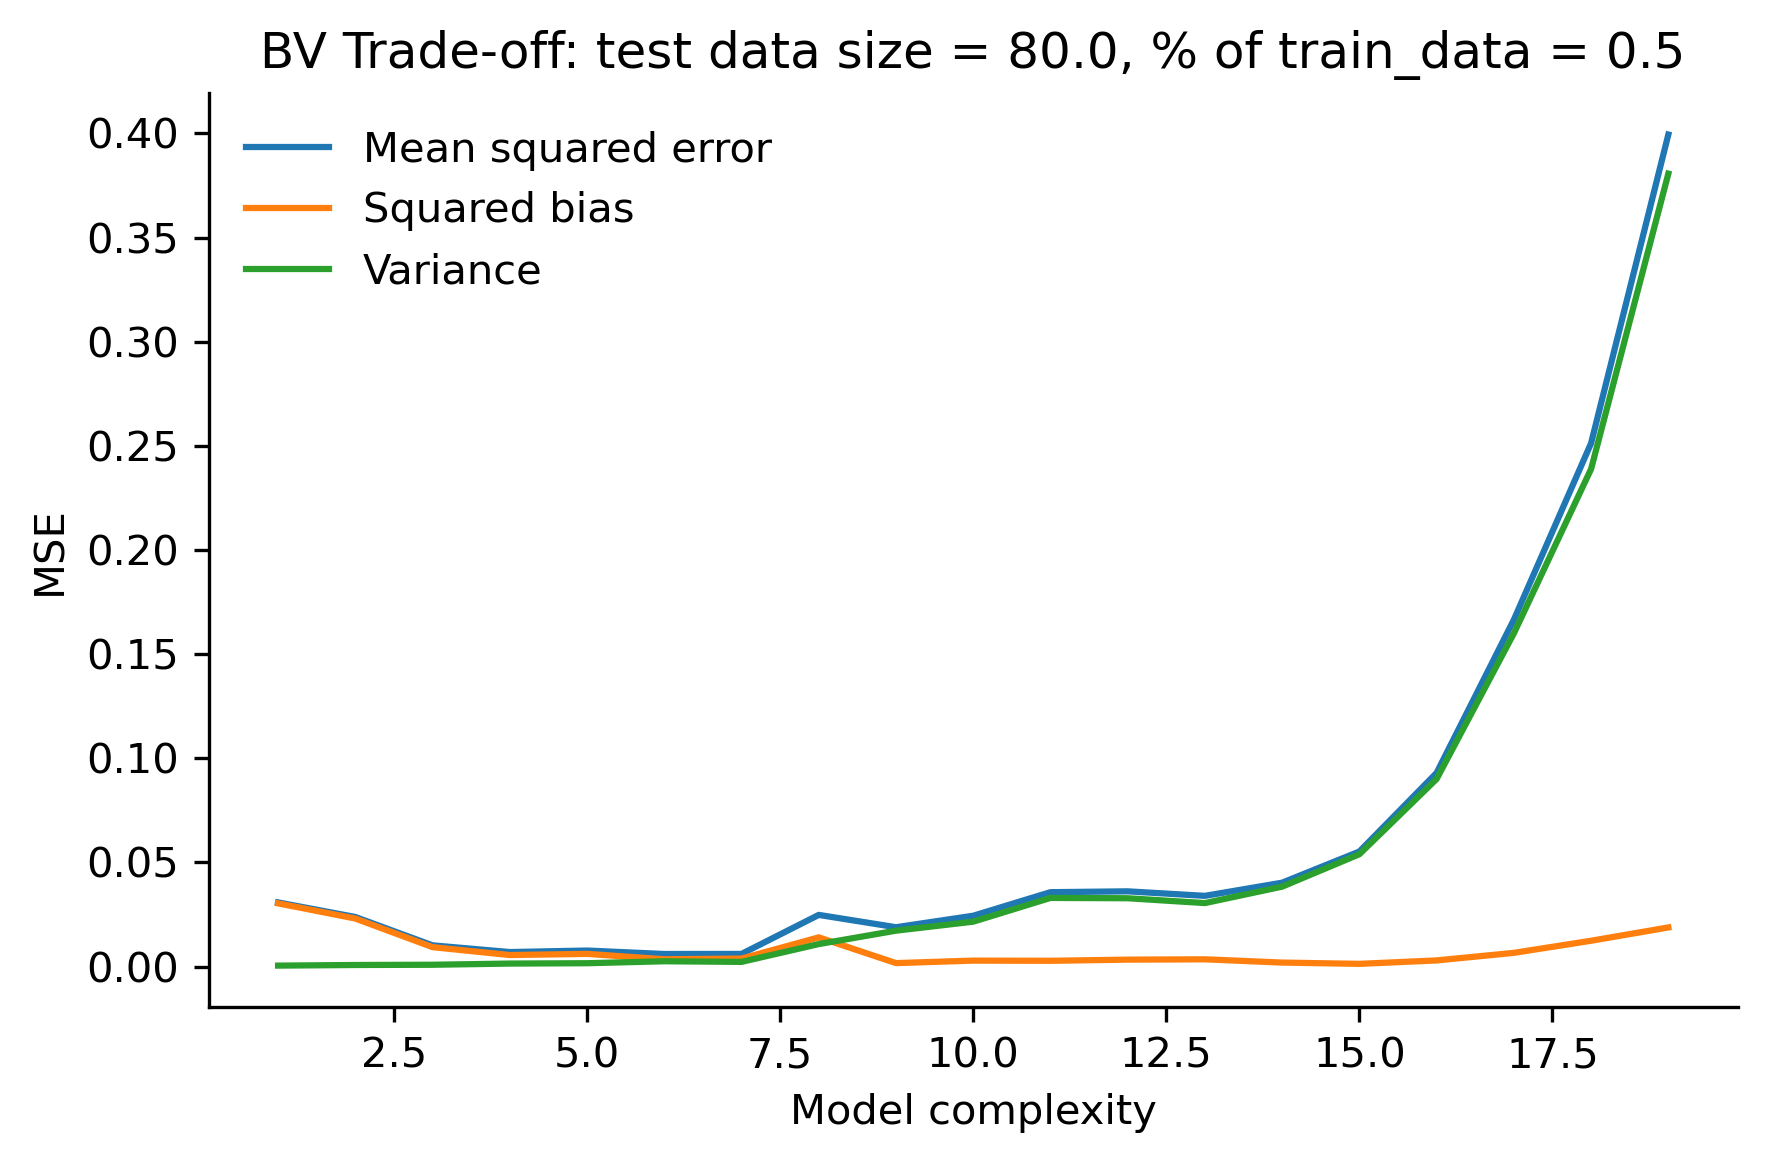 BV Trade-off: test data size = 80.0, % of train_data = 0.5
Mean squared error
Squared bias
Variance
0.40
0.35
0.30
0.25
0.20
0.15
0.10
0.05
0.00
MSE
2.5 5.0 7.5 10.0 12.5 15.0 17.5
Model complexity